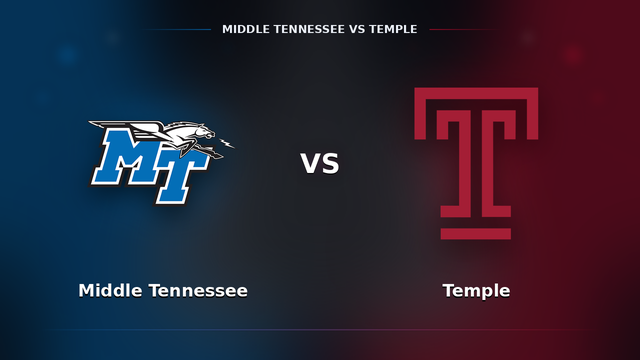 MIDDLE TENNESSEE VS TEMPLE
MT
T
VS
Middle Tennessee
Temple